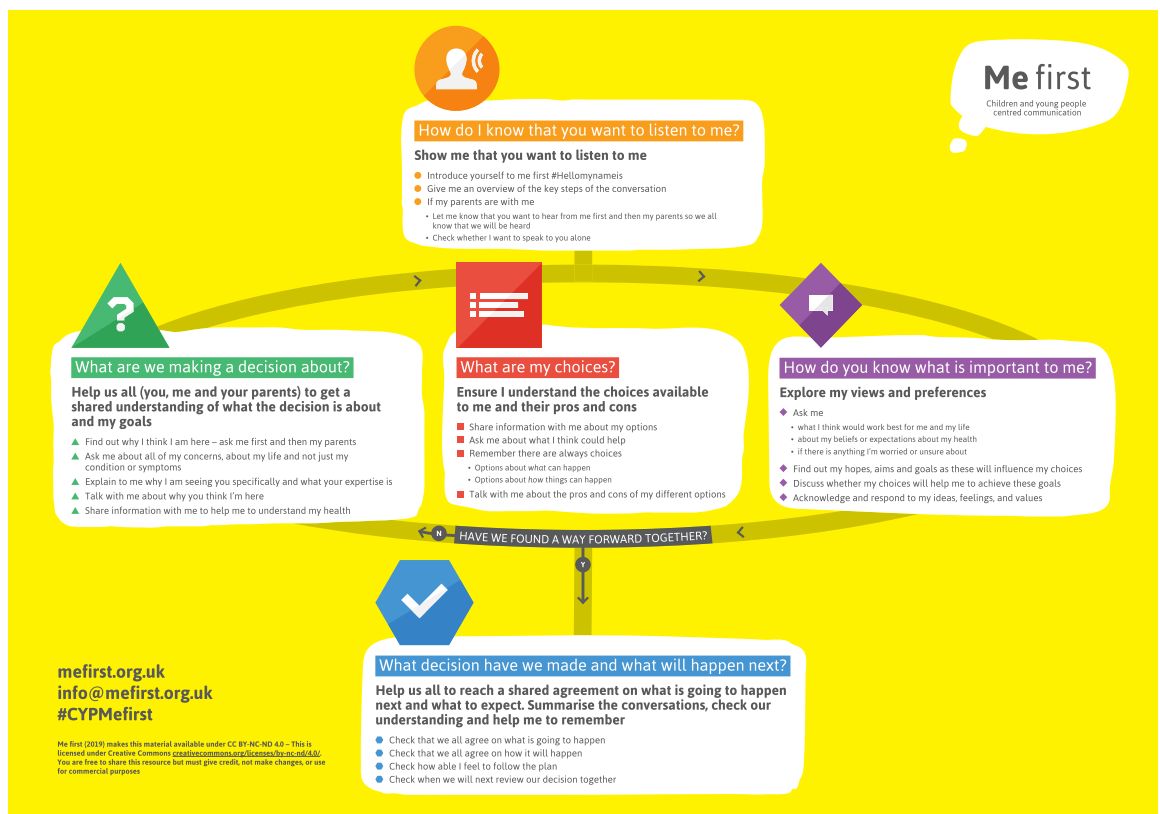 Me first
Children and young people
centred communication
How do I know that you want to listen to me?
Show me that you want to listen to me
Introduce yourself to me first #Hellomynameis
Give me an overview of the key steps of the conversation
If my parents are with me
• Let me know that you want to hear from me first and then my parents so we all
know that we will be heard
• Check whether I want to speak to you alone
?
What are we making a decision about?
Help us all (you, me and your parents) to get a
shared understanding of what the decision is about
and my goals
Find out why I think I am here – ask me first and then my parents
Ask me about all of my concerns, about my life and not just my
condition or symptoms
Explain to me why I am seeing you specifically and what your expertise is
Talk with me about why you think I'm here
Share information with me to help me to understand my health
What are my choices?
Ensure I understand the choices available
to me and their pros and cons
Share information with me about my options
Ask me about what I think could help
Remember there are always choices
• Options about what can happen
• Options about how things can happen
Talk with me about the pros and cons of my different options
How do you know what is important to me?
Explore my views and preferences
Ask me
• what I think would work best for me and my life
• about my beliefs or expectations about my health
• if there is anything I'm worried or unsure about
Find out my hopes, aims and goals as these will influence my choices
Discuss whether my choices will help me to achieve these goals
Acknowledge and respond to my ideas, feelings, and values
N
HAVE WE FOUND A WAY FORWARD TOGETHER?
Y
What decision have we made and what will happen next?
Help us all to reach a shared agreement on what is going to happen
next and what to expect. Summarise the conversations, check our
understanding and help me to remember
Check that we all agree on what is going to happen
Check that we all agree on how it will happen
Check how able I feel to follow the plan
Check when we will next review our decision together
mefirst.org.uk
info@mefirst.org.uk
#CYPMefirst
Me first (2019) makes this material available under CC BY-NC-ND 4.0 – This is
licensed under Creative Commons creativecommons.org/licenses/by-nc-nd/4.0/.
You are free to share this resource but must give credit, not make changes, or use
for commercial purposes